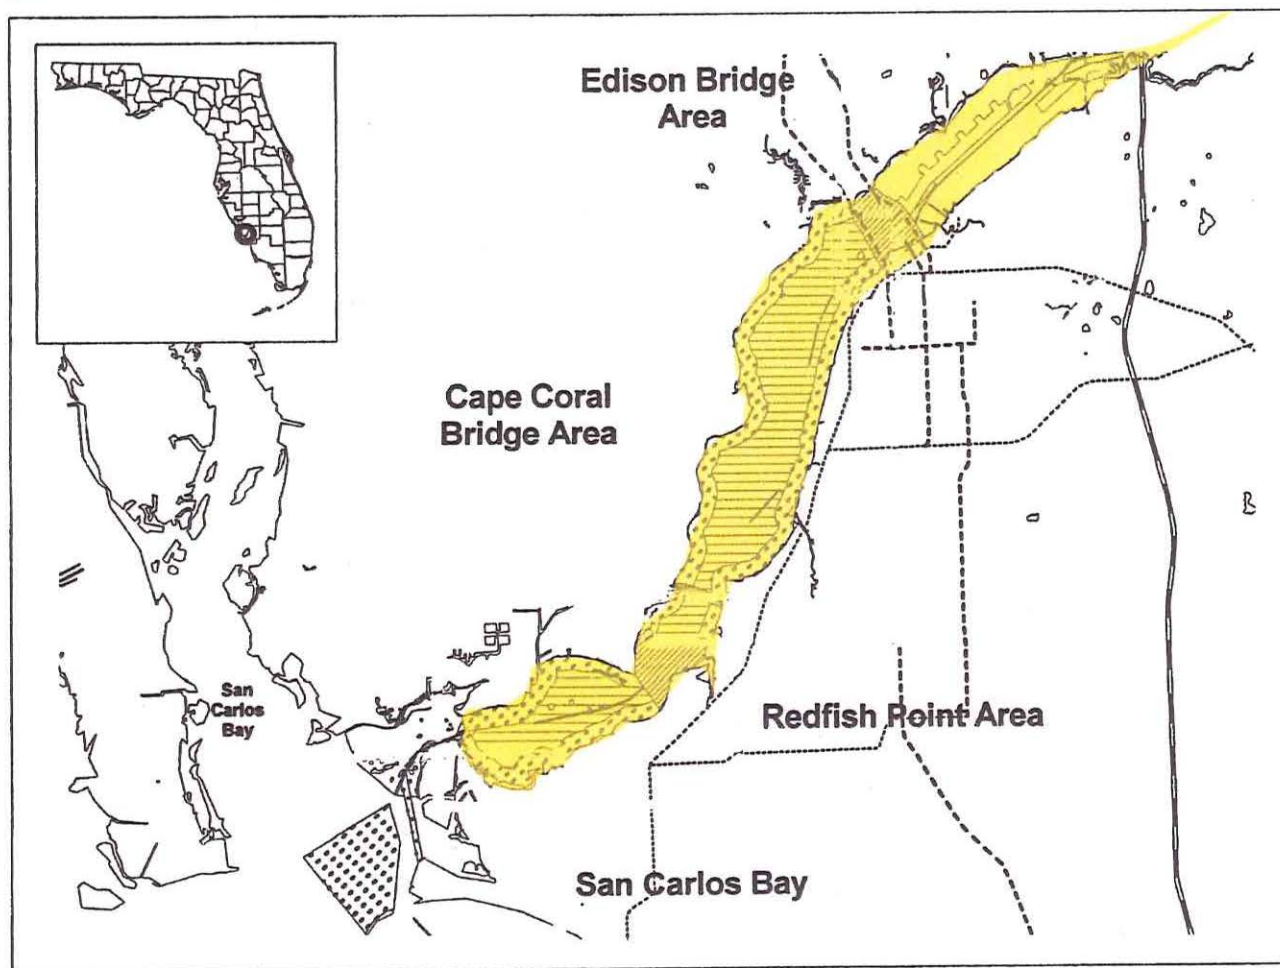 Edison Bridge
Area
Cape Coral
Bridge Area
San
Carlos
Bay
Redfish Point Area
San Carlos Bay